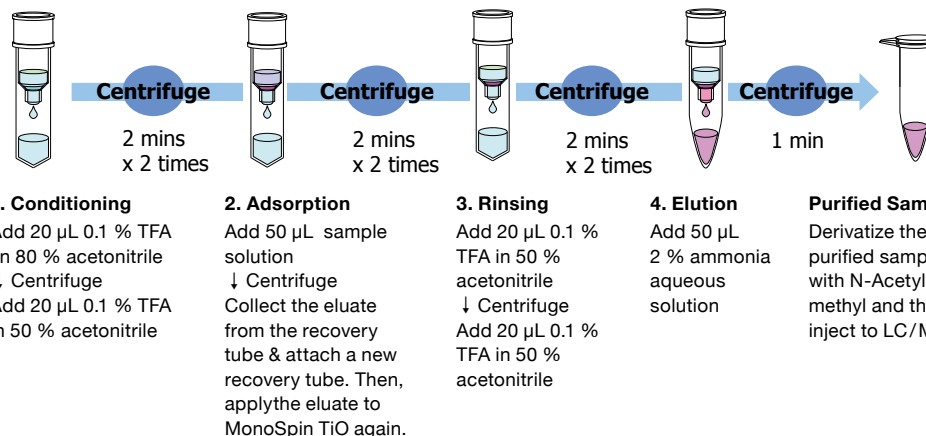 Centrifuge
2 mins
x 2 times
Centrifuge
2 mins
x 2 times
Centrifuge
2 mins
x 2 times
Centrifuge
1 min
. Conditioning
Add 20 µL 0.1 % TFA
in 80 % acetonitrile
↓ Centrifuge
Add 20 µL 0.1 % TFA
in 50 % acetonitrile
2. Adsorption
Add 50 µL sample
solution
↓ Centrifuge
Collect the eluate
from the recovery
tube & attach a new
recovery tube. Then,
applythe eluate to
MonoSpin TiO again.
3. Rinsing
Add 20 µL 0.1 %
TFA in 50 %
acetonitrile
↓ Centrifuge
Add 20 µL 0.1 %
TFA in 50 %
acetonitrile
4. Elution
Add 50 µL
2 % ammonia
aqueous
solution
Purified Sam
Derivatize the
purified samp
with N-Acetyl
methyl and th
inject to LC/M